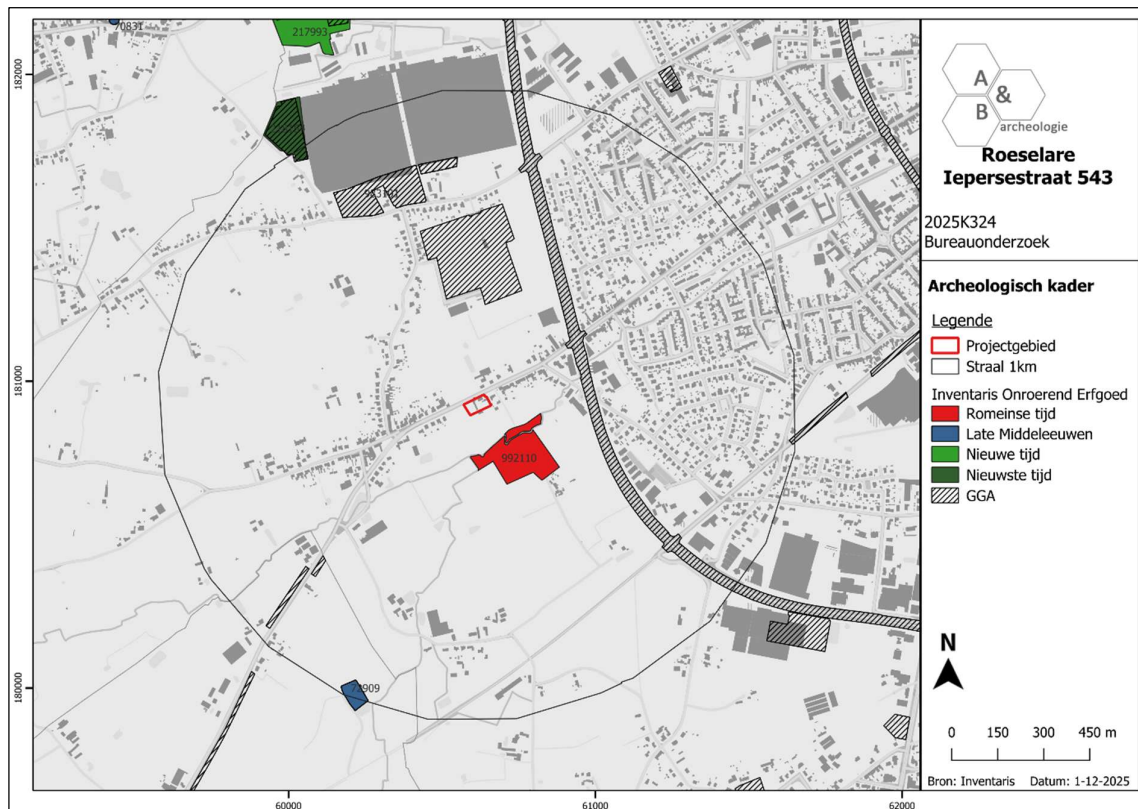 70831
217993
182000
181000
180000
992110
72909
60000
61000
62000
A
&
B
archeologie
Roeselare
Iepersestraat 543
2025K324
Bureauonderzoek
Archeologisch kader
Legende
Projectgebied
Straal 1km
Inventaris Onroerend Erfgoed
Romeinse tijd
Late Middeleeuwen
Nieuwe tijd
Nieuwste tijd
GGA
N
0 150 300 450 m
Bron: Inventaris Datum: 1-12-2025